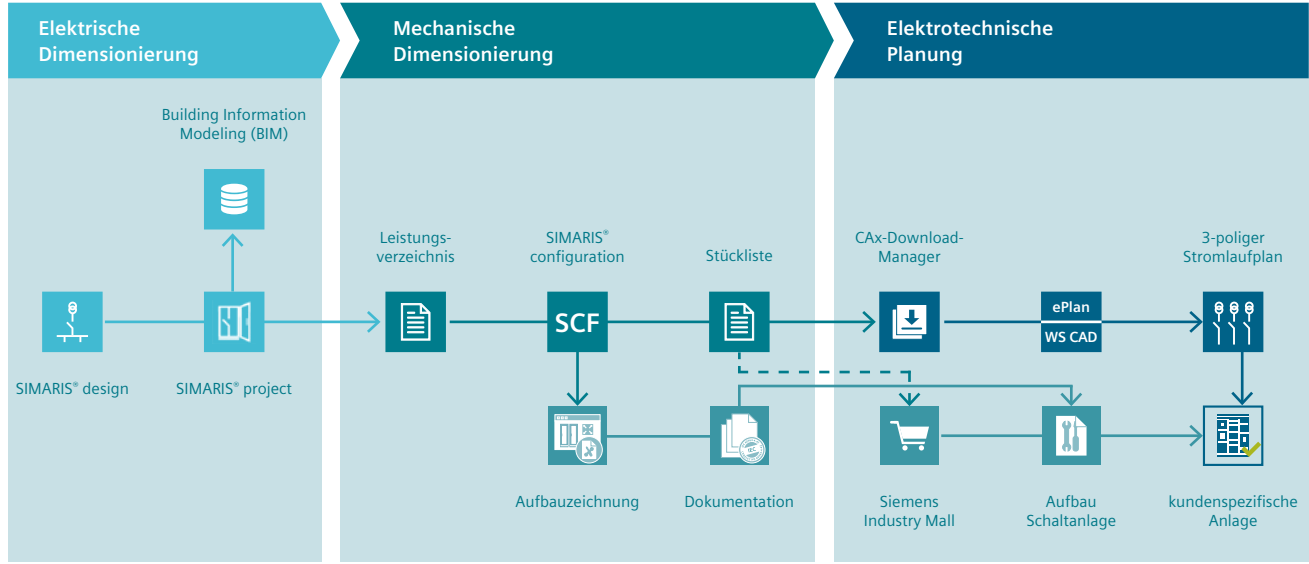 Elektrische
Dimensionierung
Mechanische
Dimensionierung
Elektrotechnische
Planung
Building Information
Modeling (BIM)
SIMARIS® design
SIMARIS® project
Leistungs-
verzeichnis
SIMARIS®
configuration
Stückliste
SCF
Aufbauzeichnung
IEC
Dokumentation
CAx-Download-
Manager
ePlan
WS CAD
3-poliger
Stromlaufplan
Siemens
Industry Mall
Aufbau
Schaltanlage
kundenspezifische
Anlage